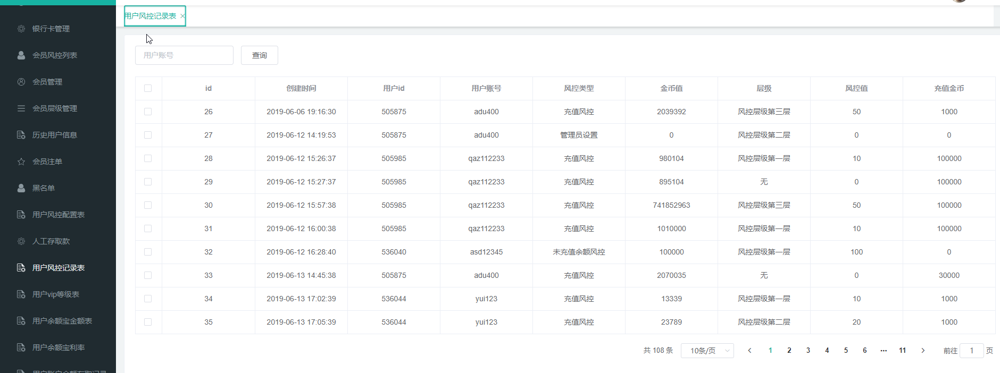 银行卡管理
会员风控列表
会员管理
会员层级管理
历史用户信息
会员注单
黑名单
用户风控配置表
人工存取款
用户风控记录表
用户vip等级表
用户余额宝金额表
用户余额宝利率
用户风控记录表 ×
用户账号 查询
id 创建时间 用户id 用户账号 风控类型 金币值 层级 风控值 充值金币
26 2019-06-06 19:16:30 505875 adu400 充值风控 2039392 风控层级第三层 50 1000
27 2019-06-12 14:19:53 505875 adu400 管理员设置 0 风控层级第二层 0 0
28 2019-06-12 15:26:37 505985 qaz112233 充值风控 980104 风控层级第一层 10 100000
29 2019-06-12 15:27:37 505985 qaz112233 充值风控 895104 无 0 100000
30 2019-06-12 15:57:38 505985 qaz112233 充值风控 741852963 风控层级第三层 50 100000
31 2019-06-12 16:00:38 505985 qaz112233 充值风控 1010000 风控层级第一层 10 100000
32 2019-06-12 16:28:40 536040 asd12345 未充值余额风控 100000 风控层级第一层 100 0
33 2019-06-13 14:45:38 505875 adu400 充值风控 2070035 无 0 30000
34 2019-06-13 17:02:39 536044 yui123 充值风控 13339 风控层级第一层 10 1000
35 2019-06-13 17:05:39 536044 yui123 充值风控 23789 风控层级第二层 20 1000
共 108 条 10条/页 1 2 3 4 5 6 ... 11 前往 1 页